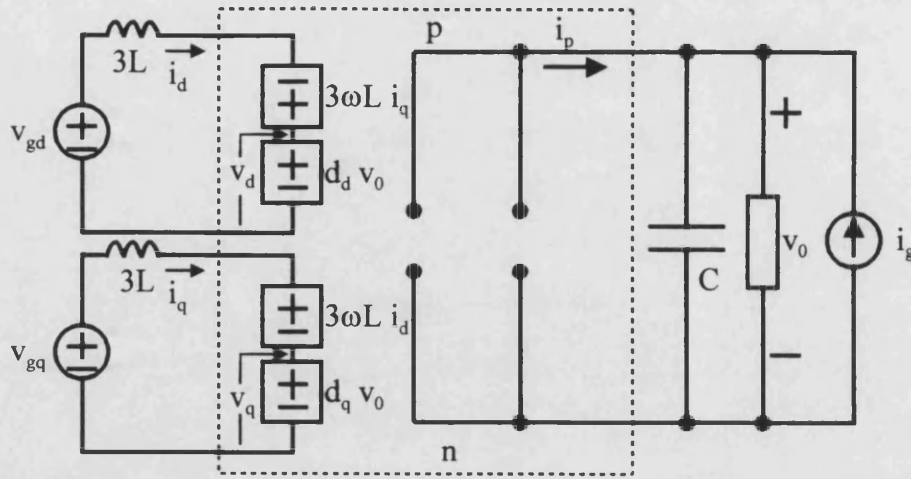 p
i_p
3L
i_d
3ωL i_q
v_gd
v_d
d_d v_0
3L
i_q
3ωL i_d
v_gq
v_q
d_q v_0
C
v_0
i_g
n